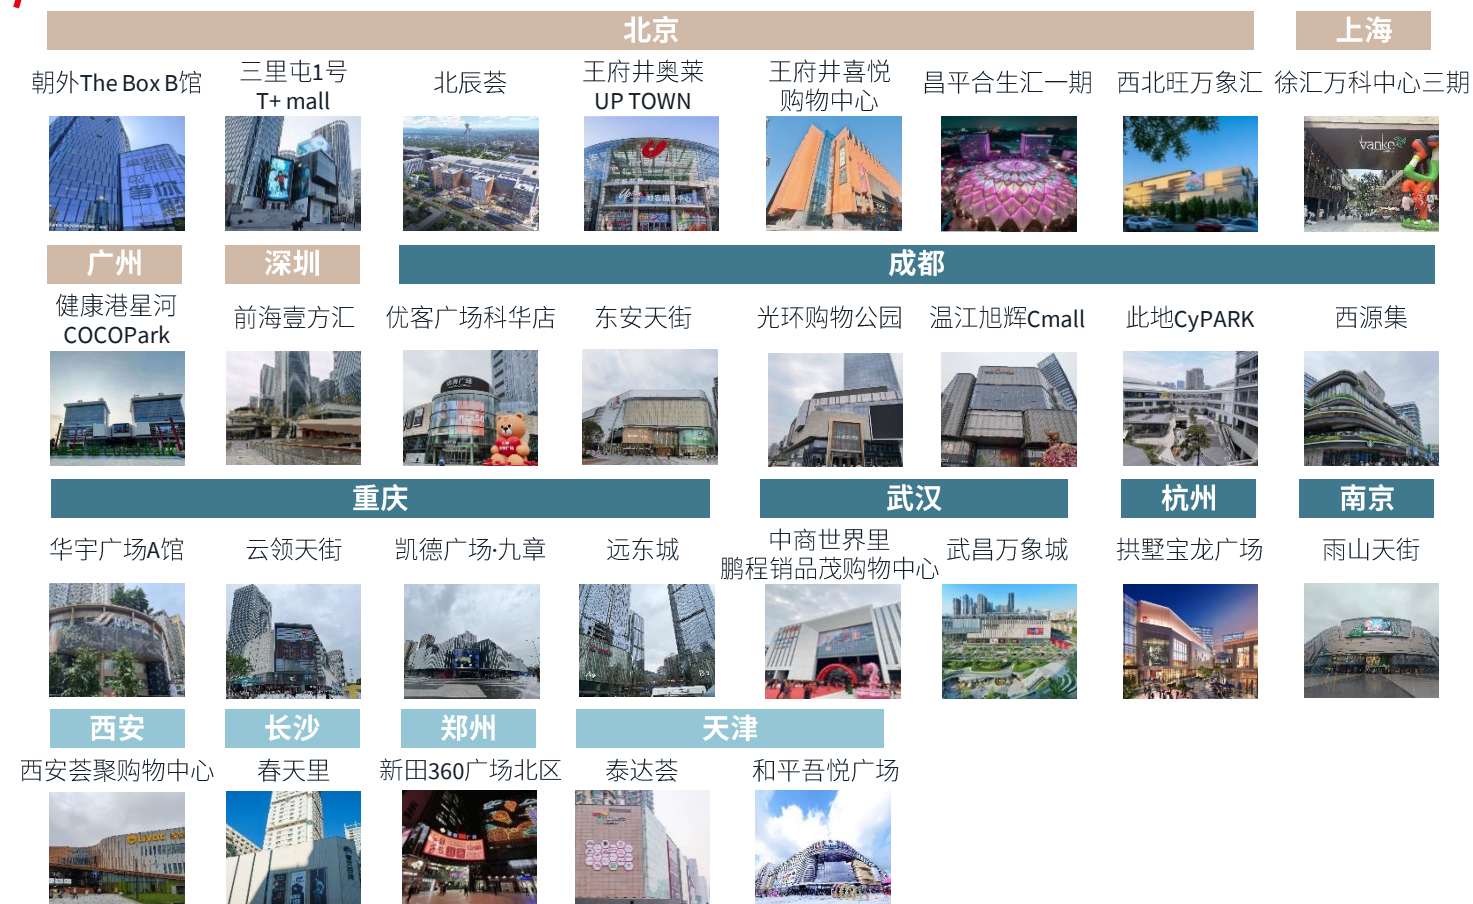 北京
上海
朝外The Box B馆
三里屯1号
T+ mall
北辰荟
王府井奥莱
UP TOWN
王府井喜悦
购物中心
昌平合生汇一期
西北旺万象汇
徐汇万科中心三期
vanke
广州
深圳
成都
健康港星河
COCOPark
前海壹方汇
优客广场科华店
东安天街
光环购物公园
温江旭辉Cmall
此地CyPARK
西源集
优客广场
重庆
武汉
杭州
南京
华宇广场A馆
云领天街
凯德广场·九章
远东城
中商世界里
鹏程销品茂购物中心
武昌万象城
拱墅宝龙广场
雨山天街
西安
长沙
郑州
天津
西安荟聚购物中心
春天里
新田360广场北区
泰达荟
和平吾悦广场